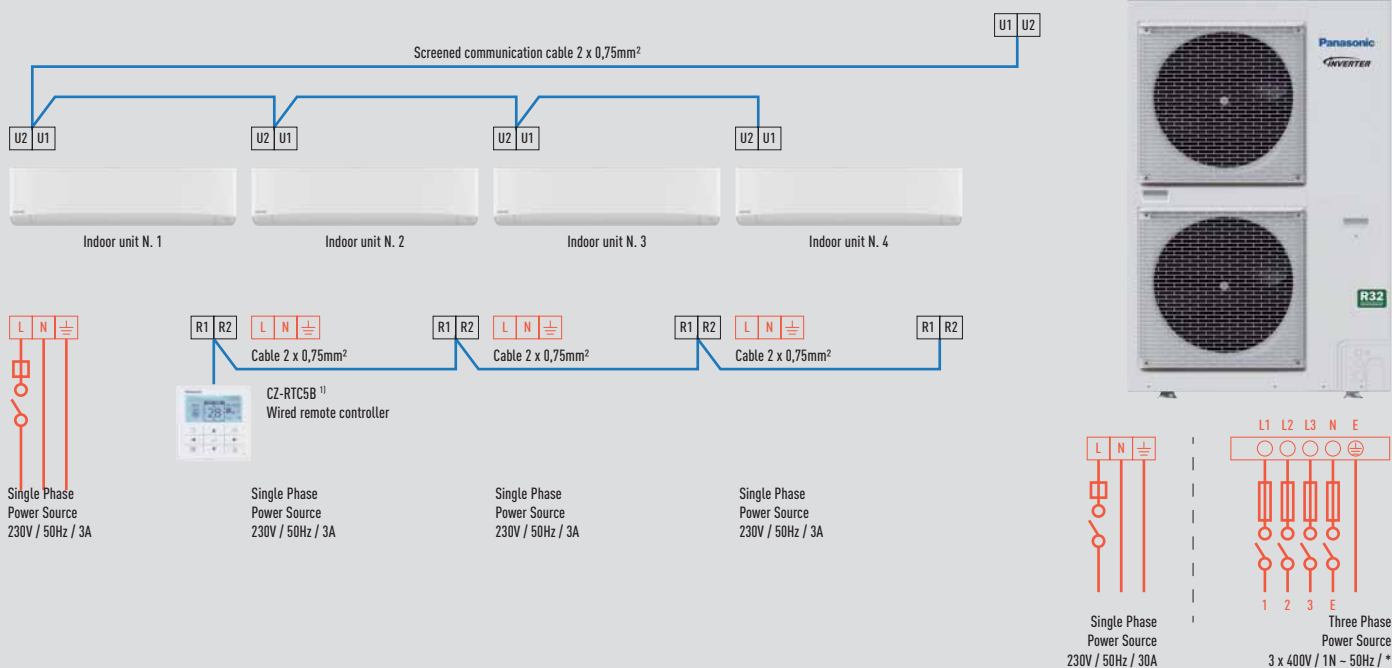 U1 U2
Screened communication cable 2 x 0,75mm²
U2 U1
U2 U1
U2 U1
U2 U1
Indoor unit N. 1
Indoor unit N. 2
Indoor unit N. 3
Indoor unit N. 4
Panasonic
INVERTER
R32
L N
R1 R2
L N
R1 R2
L N
R1 R2
L N
R1 R2
Cable 2 x 0,75mm²
Cable 2 x 0,75mm²
Cable 2 x 0,75mm²
28
CZ-RTC5B ¹⁾
Wired remote controller
Single Phase
Power Source
230V / 50Hz / 3A
Single Phase
Power Source
230V / 50Hz / 3A
Single Phase
Power Source
230V / 50Hz / 3A
Single Phase
Power Source
230V / 50Hz / 3A
L N
L1 L2 L3 N E
1 2 3 E
Single Phase
Power Source
230V / 50Hz / 30A
Three Phase
Power Source
3 x 400V / 1N ~ 50Hz / *